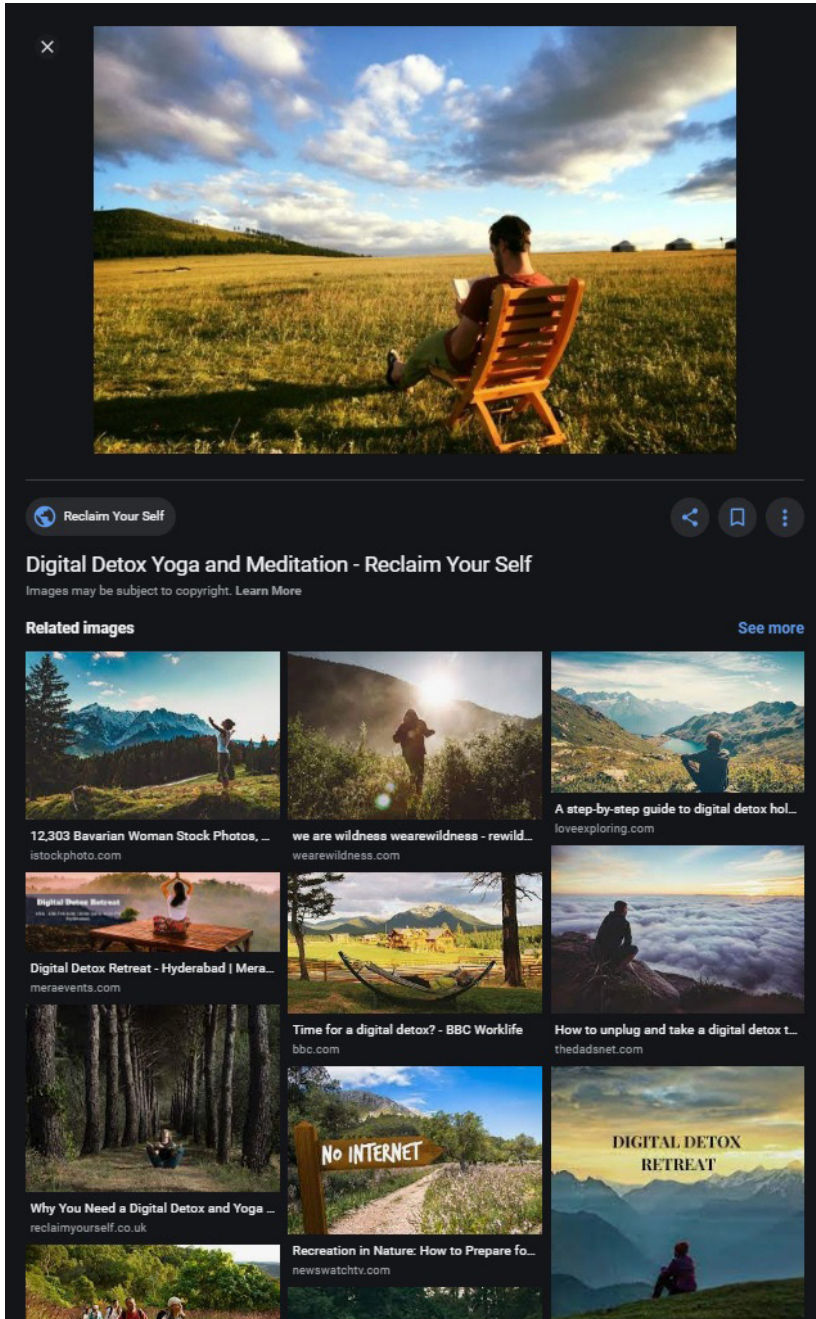 Reclaim Your Self
Digital Detox Yoga and Meditation - Reclaim Your Self
Images may be subject to copyright. Learn More
Related images
See more
12,303 Bavarian Woman Stock Photos, ...
istockphoto.com
we are wildness wearewildness - rewild...
wearewildness.com
A step-by-step guide to digital detox hol...
loveexploring.com
Digital Detox Retreat
Digital Detox Retreat - Hyderabad | Mera...
meraevents.com
Time for a digital detox? - BBC Worklife
bbc.com
How to unplug and take a digital detox t...
thedadsnet.com
Why You Need a Digital Detox and Yoga ...
reclaimyourself.co.uk
NO INTERNET
Recreation in Nature: How to Prepare fo...
newswatchtv.com
DIGITAL DETOX
RETREAT